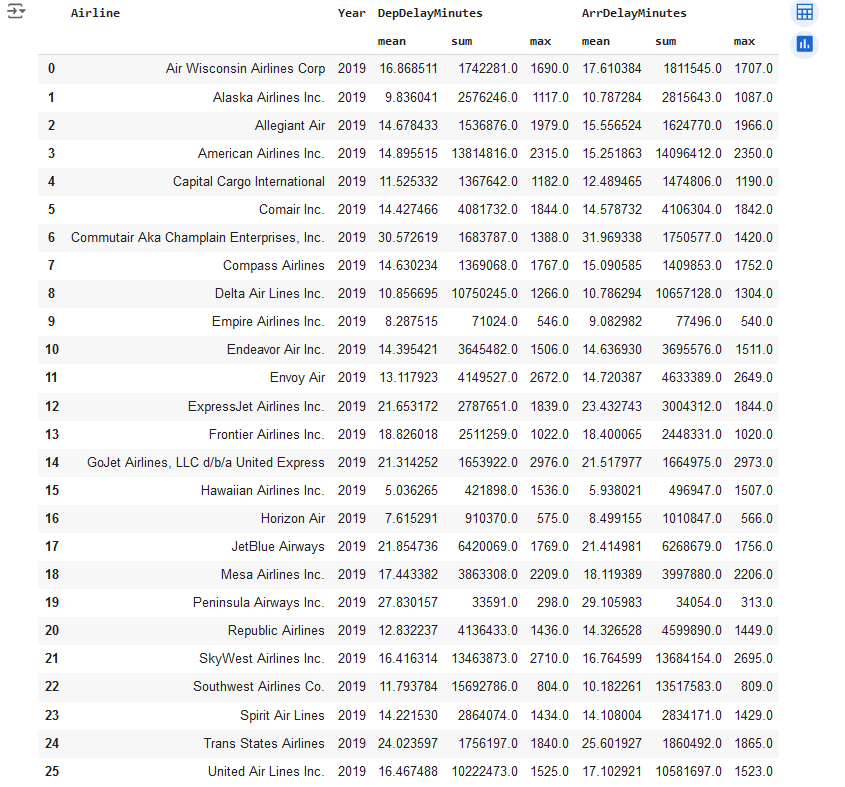 Airline Year DepDelayMinutes ArrDelayMinutes
mean sum max mean sum max
0 Air Wisconsin Airlines Corp 2019 16.868511 1742281.0 1690.0 17.610384 1811545.0 1707.0
1 Alaska Airlines Inc. 2019 9.836041 2576246.0 1117.0 10.787284 2815643.0 1087.0
2 Allegiant Air 2019 14.678433 1536876.0 1979.0 15.556524 1624770.0 1966.0
3 American Airlines Inc. 2019 14.895515 13814816.0 2315.0 15.251863 14096412.0 2350.0
4 Capital Cargo International 2019 11.525332 1367642.0 1182.0 12.489465 1474806.0 1190.0
5 Comair Inc. 2019 14.427466 4081732.0 1844.0 14.578732 4106304.0 1842.0
6 Commutair Aka Champlain Enterprises, Inc. 2019 30.572619 1683787.0 1388.0 31.969338 1750577.0 1420.0
7 Compass Airlines 2019 14.630234 1369068.0 1767.0 15.090585 1409853.0 1752.0
8 Delta Air Lines Inc. 2019 10.856695 10750245.0 1266.0 10.786294 10657128.0 1304.0
9 Empire Airlines Inc. 2019 8.287515 71024.0 546.0 9.082982 77496.0 540.0
10 Endeavor Air Inc. 2019 14.395421 3645482.0 1506.0 14.636930 3695576.0 1511.0
11 Envoy Air 2019 13.117923 4149527.0 2672.0 14.720387 4633389.0 2649.0
12 ExpressJet Airlines Inc. 2019 21.653172 2787651.0 1839.0 23.432743 3004312.0 1844.0
13 Frontier Airlines Inc. 2019 18.826018 2511259.0 1022.0 18.400065 2448331.0 1020.0
14 GoJet Airlines, LLC d/b/a United Express 2019 21.314252 1653922.0 2976.0 21.517977 1664975.0 2973.0
15 Hawaiian Airlines Inc. 2019 5.036265 421898.0 1536.0 5.938021 496947.0 1507.0
16 Horizon Air 2019 7.615291 910370.0 575.0 8.499155 1010847.0 566.0
17 JetBlue Airways 2019 21.854736 6420069.0 1769.0 21.414981 6268679.0 1756.0
18 Mesa Airlines Inc. 2019 17.443382 3863308.0 2209.0 18.119389 3997880.0 2206.0
19 Peninsula Airways Inc. 2019 27.830157 33591.0 298.0 29.105983 34054.0 313.0
20 Republic Airlines 2019 12.832237 4136433.0 1436.0 14.326528 4599890.0 1449.0
21 SkyWest Airlines Inc. 2019 16.416314 13463873.0 2710.0 16.764599 13684154.0 2695.0
22 Southwest Airlines Co. 2019 11.793784 15692786.0 804.0 10.182261 13517583.0 809.0
23 Spirit Air Lines 2019 14.221530 2864074.0 1434.0 14.108004 2834171.0 1429.0
24 Trans States Airlines 2019 24.023597 1756197.0 1840.0 25.601927 1860492.0 1865.0
25 United Air Lines Inc. 2019 16.467488 10222473.0 1525.0 17.102921 10581697.0 1523.0